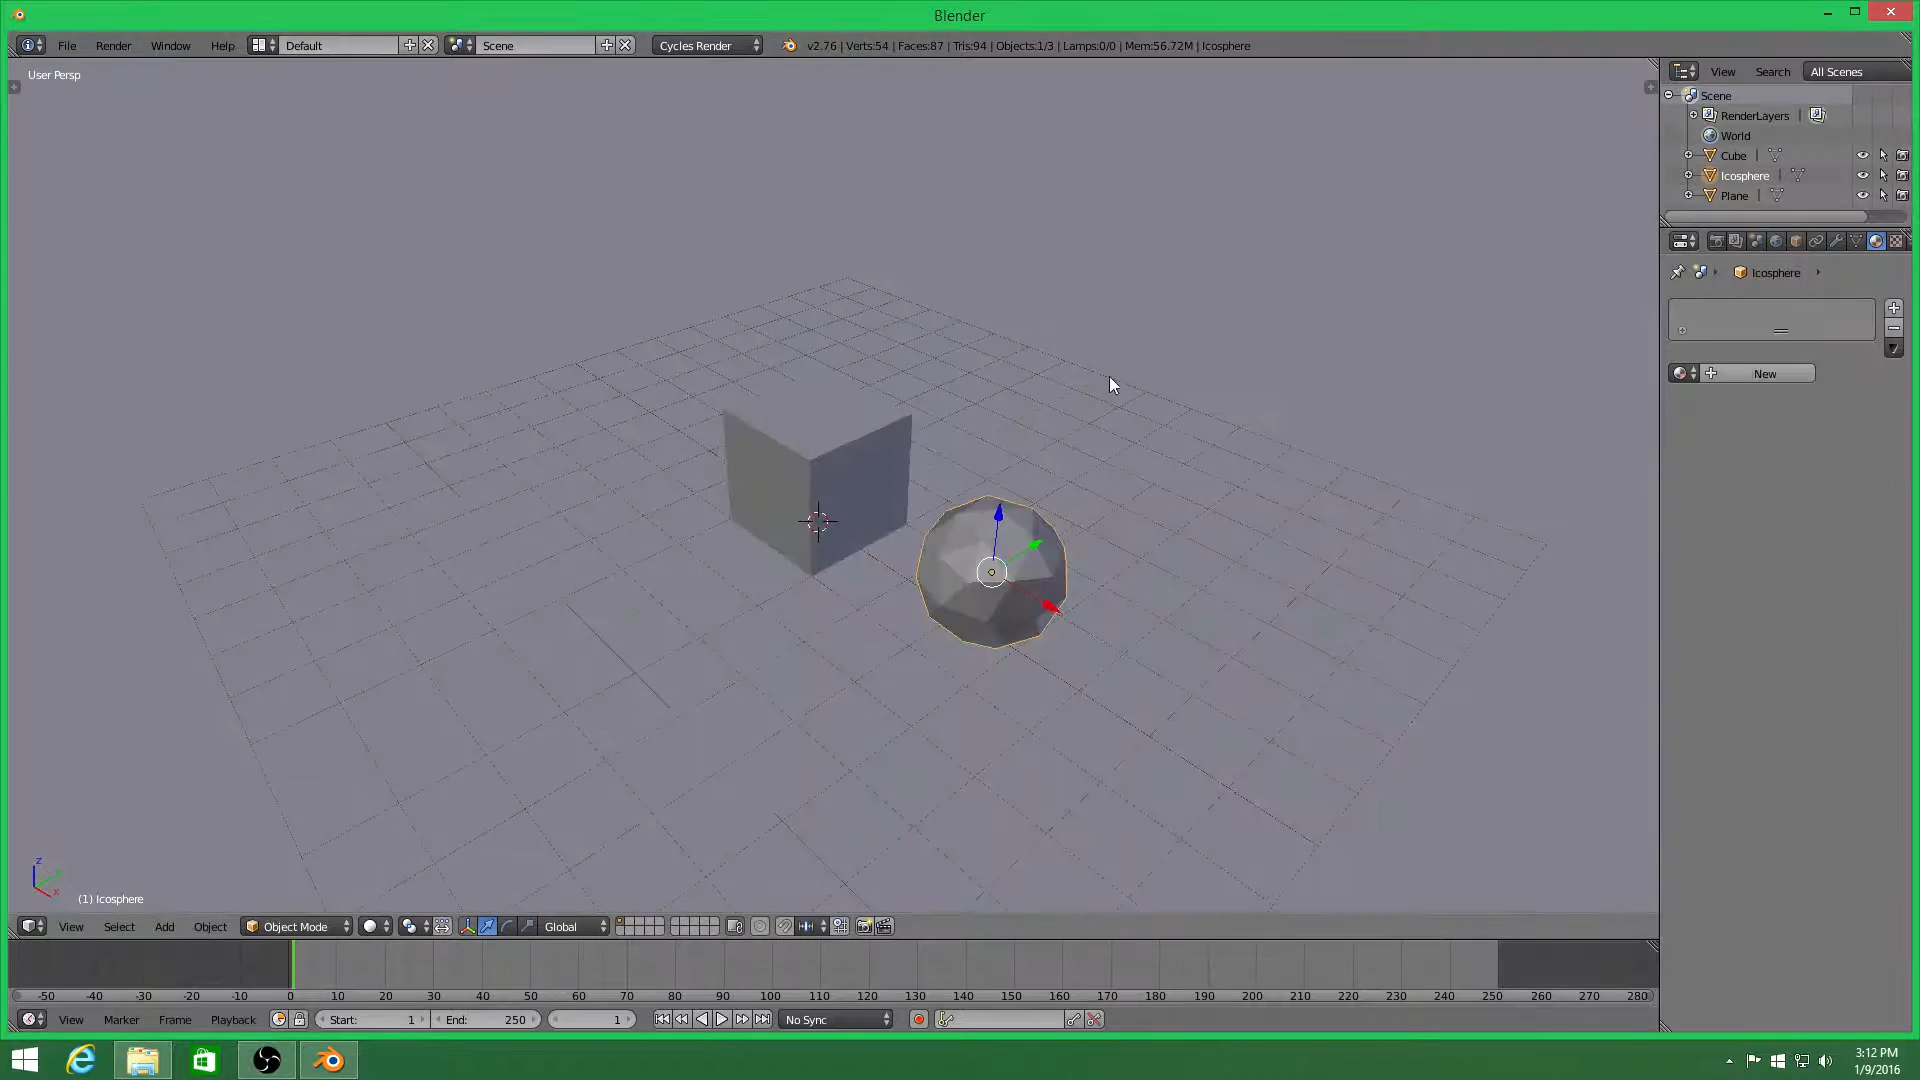 Blender
File Render Window Help Default Scene Cycles Render v2.76 | Verts:54 | Faces:87 | Tris:94 | Objects:1/3 | Lamps:0/0 | Mem:56.72M | Icosphere
User Persp
View Search All Scenes
Scene
RenderLayers |
World
Cube |
Icosphere |
Plane |
Icosphere
New
z
y
x
(1) Icosphere
View Select Add Object Object Mode Global
-50 -40 -30 -20 -10 0 10 20 30 40 50 60 70 80 90 100 110 120 130 140 150 160 170 180 190 200 210 220 230 240 250 260 270 280
View Marker Frame Playback Start: 1 End: 250 1 No Sync
3:12 PM
1/9/2016